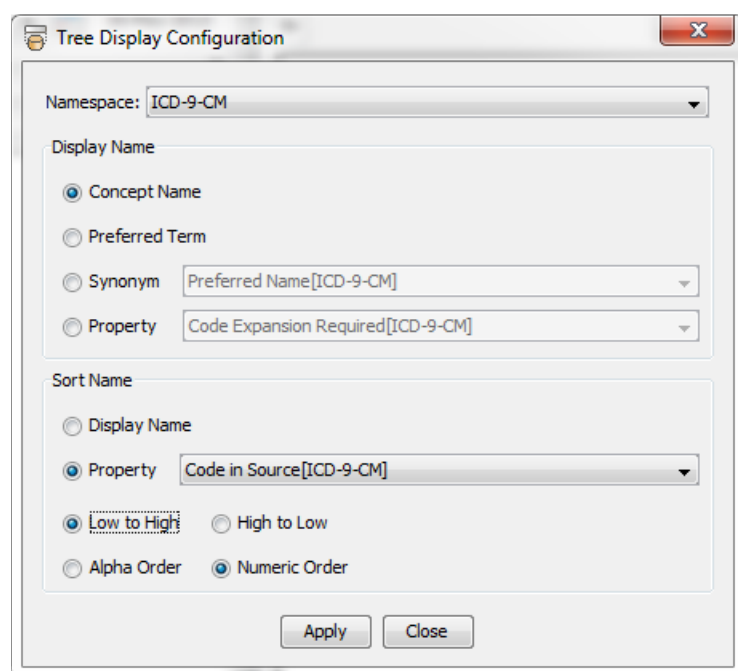 Tree Display Configuration
Namespace: ICD-9-CM
Display Name
Concept Name
Preferred Term
Synonym Preferred Name[ICD-9-CM]
Property Code Expansion Required[ICD-9-CM]
Sort Name
Display Name
Property Code in Source[ICD-9-CM]
Low to High High to Low
Alpha Order Numeric Order
Apply Close